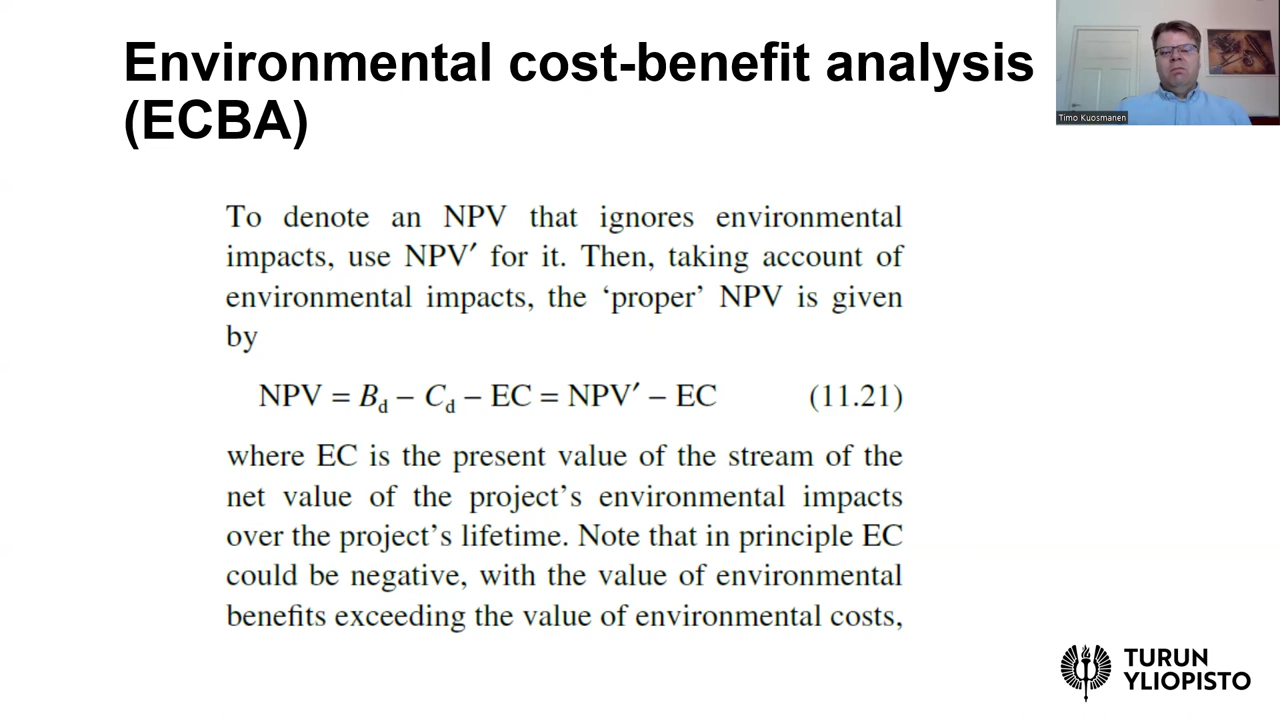 Environmental cost-benefit analysis
(ECBA)
Timo Kuosmanen
To denote an NPV that ignores environmental
impacts, use NPV′ for it. Then, taking account of
environmental impacts, the ‘proper’ NPV is given
by
NPV = B_d − C_d − EC = NPV′ − EC (11.21)
where EC is the present value of the stream of the
net value of the project’s environmental impacts
over the project’s lifetime. Note that in principle EC
could be negative, with the value of environmental
benefits exceeding the value of environmental costs,
TURUN
YLIOPISTO